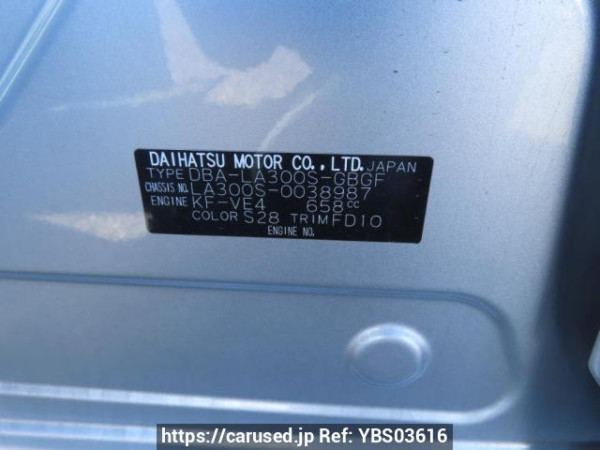 DAIHATSU MOTOR CO., LTD. JAPAN
TYPE DBA-LA300S-GBGF
CHASSIS NO. LA300S-0038987
ENGINE KF-VE4 658CC
COLOR S28 TRIM FD10
ENGINE NO.
https://carused.jp Ref: YBS03616